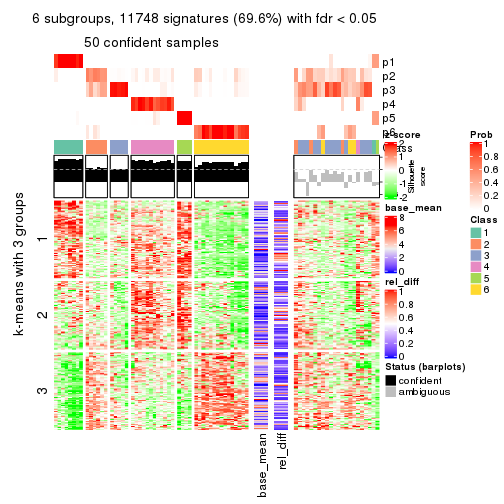 6 subgroups, 11748 signatures (69.6%) with fdr < 0.05
50 confident samples
p1
p2
p3
p4
p5
p6
Class
z-score
2
1
0
-1
-2
Silhouette
score
Prob
1
0.8
0.6
0.4
0.2
0
base_mean
8
6
4
2
0
Class
1
2
3
4
5
6
rel_diff
1
0.8
0.6
0.4
0.2
0
Status (barplots)
confident
ambiguous
k-means with 3 groups
1
2
3
base_mean
rel_diff